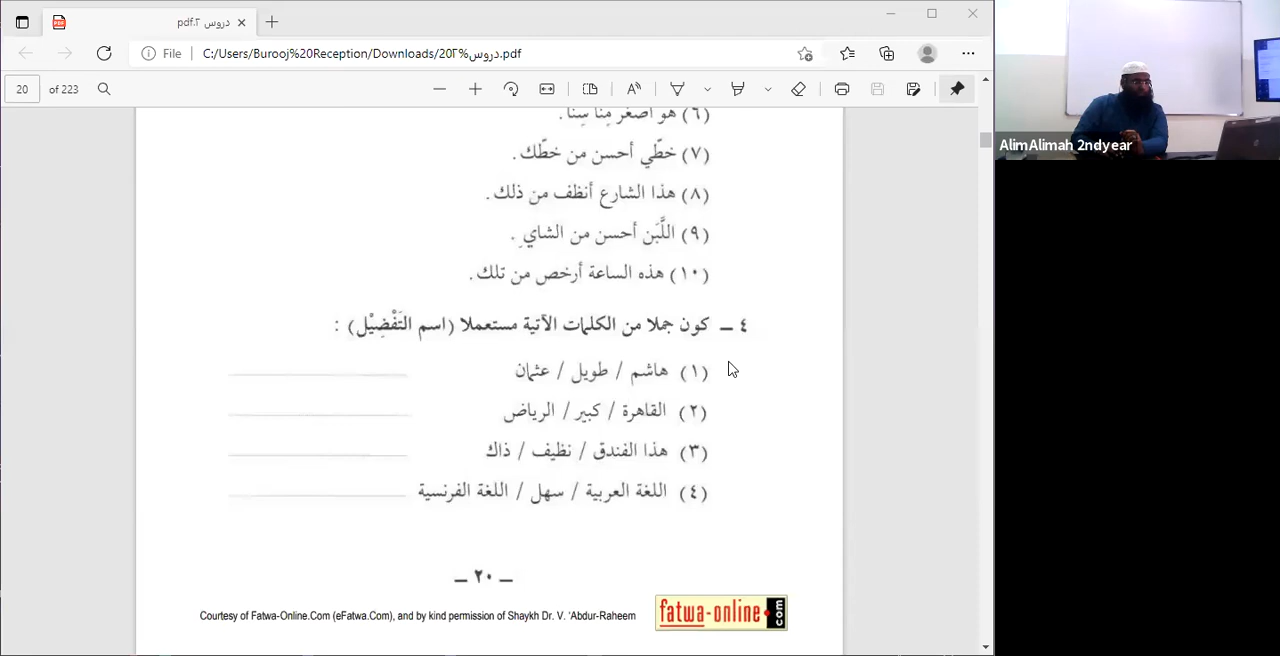 دروس ٢.pdf
File
C:/Users/Burooj%20Reception/Downloads/دروس%20٢.pdf
20 of 223
(٦) هو أصغر مِنا سِنا .
(٧) خطّي أحسن من خطّك .
(٨) هذا الشارع أنظف من ذلك .
(٩) اللَّبَن أحسن من الشايِ .
(١٠) هذه الساعة أرخص من تلك .
٤ ــ كون جملا من الكلمات الآتية مستعملا (اسم التَفْضِيْل) :
(١) هاشم / طويل / عثمان
(٢) القاهرة / كبير / الرياض
(٣) هذا الفندق / نظيف / ذاك
(٤) اللغة العربية / سهل / اللغة الفرنسية
ــ ٢٠ ــ
Courtesy of Fatwa-Online.Com (eFatwa.Com), and by kind permission of Shaykh Dr. V. 'Abdur-Raheem
fatwa-online.com
AlimAlimah 2ndyear